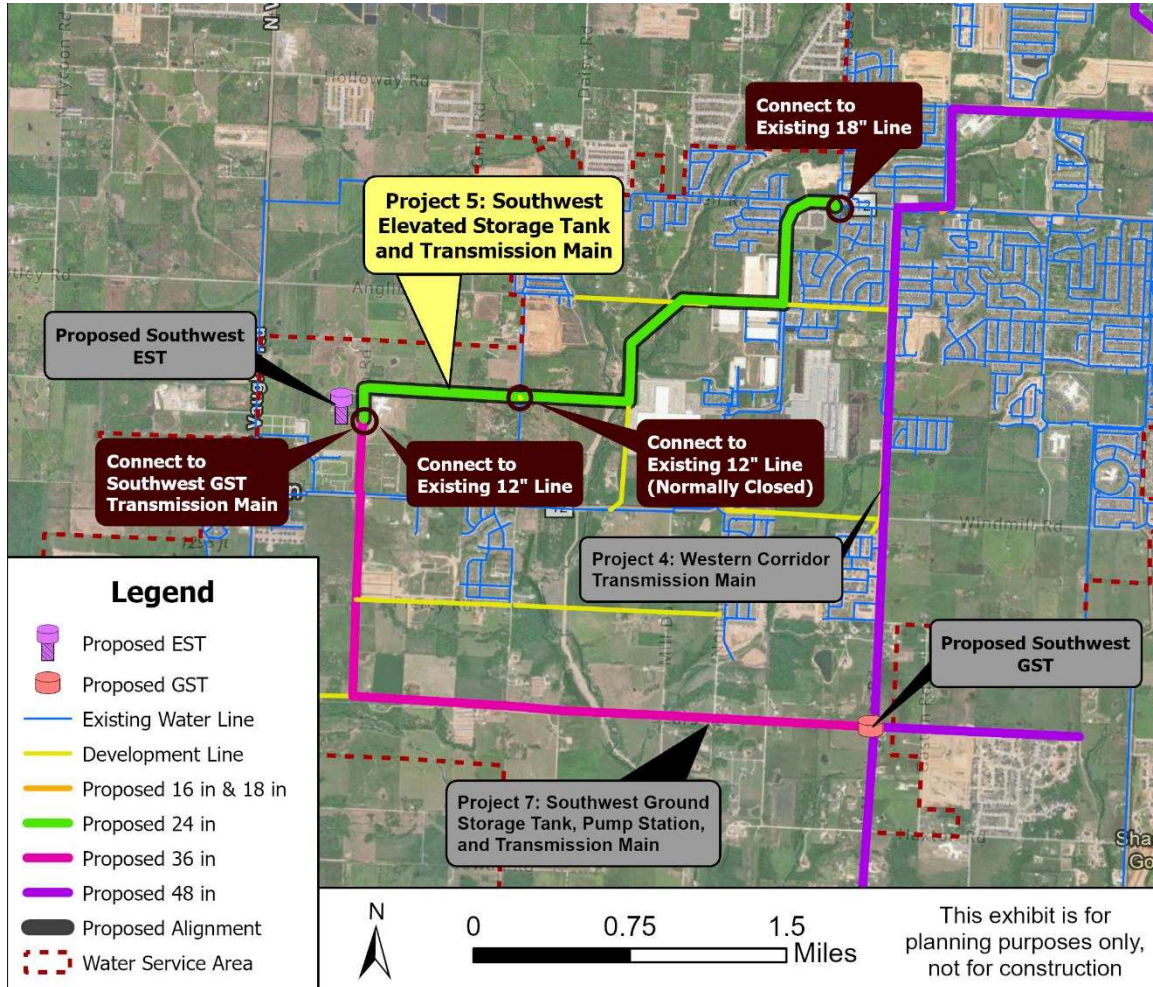 Holloway Rd
N Tycoon Rd
Daisy Rd
Connect to
Existing 18" Line
Project 5: Southwest
Elevated Storage Tank
and Transmission Main
Proposed Southwest
EST
Connect to
Southwest GST
Transmission Main
Connect to
Existing 12" Line
Connect to
Existing 12" Line
(Normally Closed)
12
Windmill Rd
1295 ft
Project 4: Western Corridor
Transmission Main
Proposed Southwest
GST
Project 7: Southwest Ground
Storage Tank, Pump Station,
and Transmission Main
Legend
Proposed EST
Proposed GST
Existing Water Line
Development Line
Proposed 16 in & 18 in
Proposed 24 in
Proposed 36 in
Proposed 48 in
Proposed Alignment
Water Service Area
N
0 0.75 1.5
Miles
This exhibit is for
planning purposes only,
not for construction